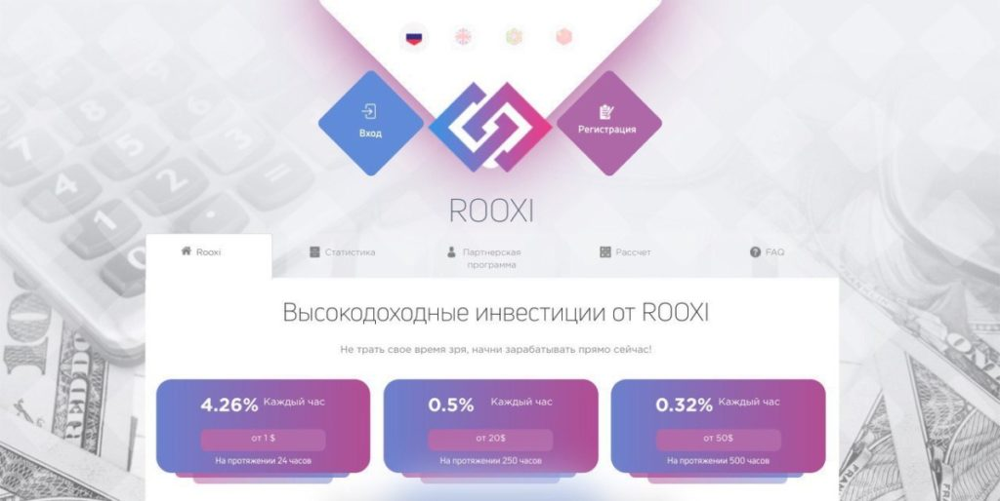 Вход
Регистрация
ROOXI
Rooxi
Статистика
Партнерская
программа
Рассчет
FAQ
Высокодоходные инвестиции от ROOXI
Не трать свое время зря, начни зарабатывать прямо сейчас!
4.26% Каждый час
от 1 $
На протяжении 24 часов
0.5% Каждый час
от 20$
На протяжении 250 часов
0.32% Каждый час
от 50$
На протяжении 500 часов